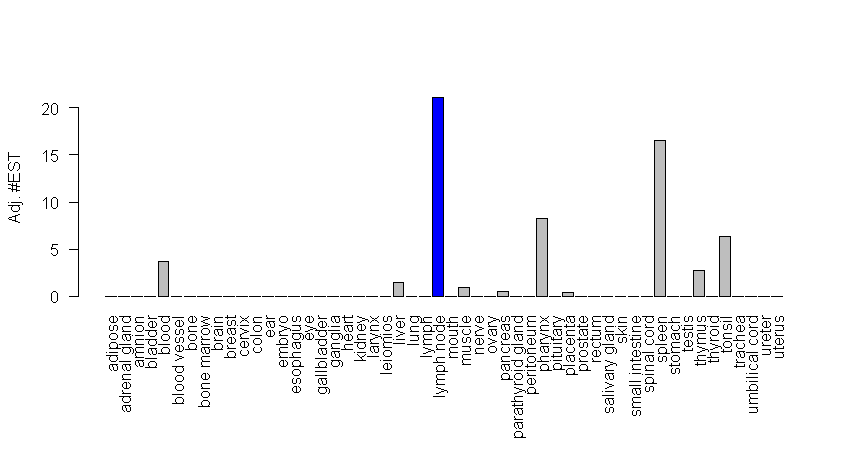 Adj. #EST
20
15
10
5
0
adipose
adrenal gland
amnion
bladder
blood
blood vessel
bone
bone marrow
brain
breast
cervix
colon
ear
embryo
esophagus
eye
gallbladder
ganglia
heart
kidney
larynx
leiomios
liver
lung
lymph
lymph node
mouth
muscle
nerve
ovary
pancreas
parathyroid gland
peritoneum
pharynx
pituitary
placenta
prostate
rectum
salivary gland
skin
small intestine
spinal cord
spleen
stomach
testis
thymus
thyroid
tonsil
trachea
umbilical cord
ureter
uterus